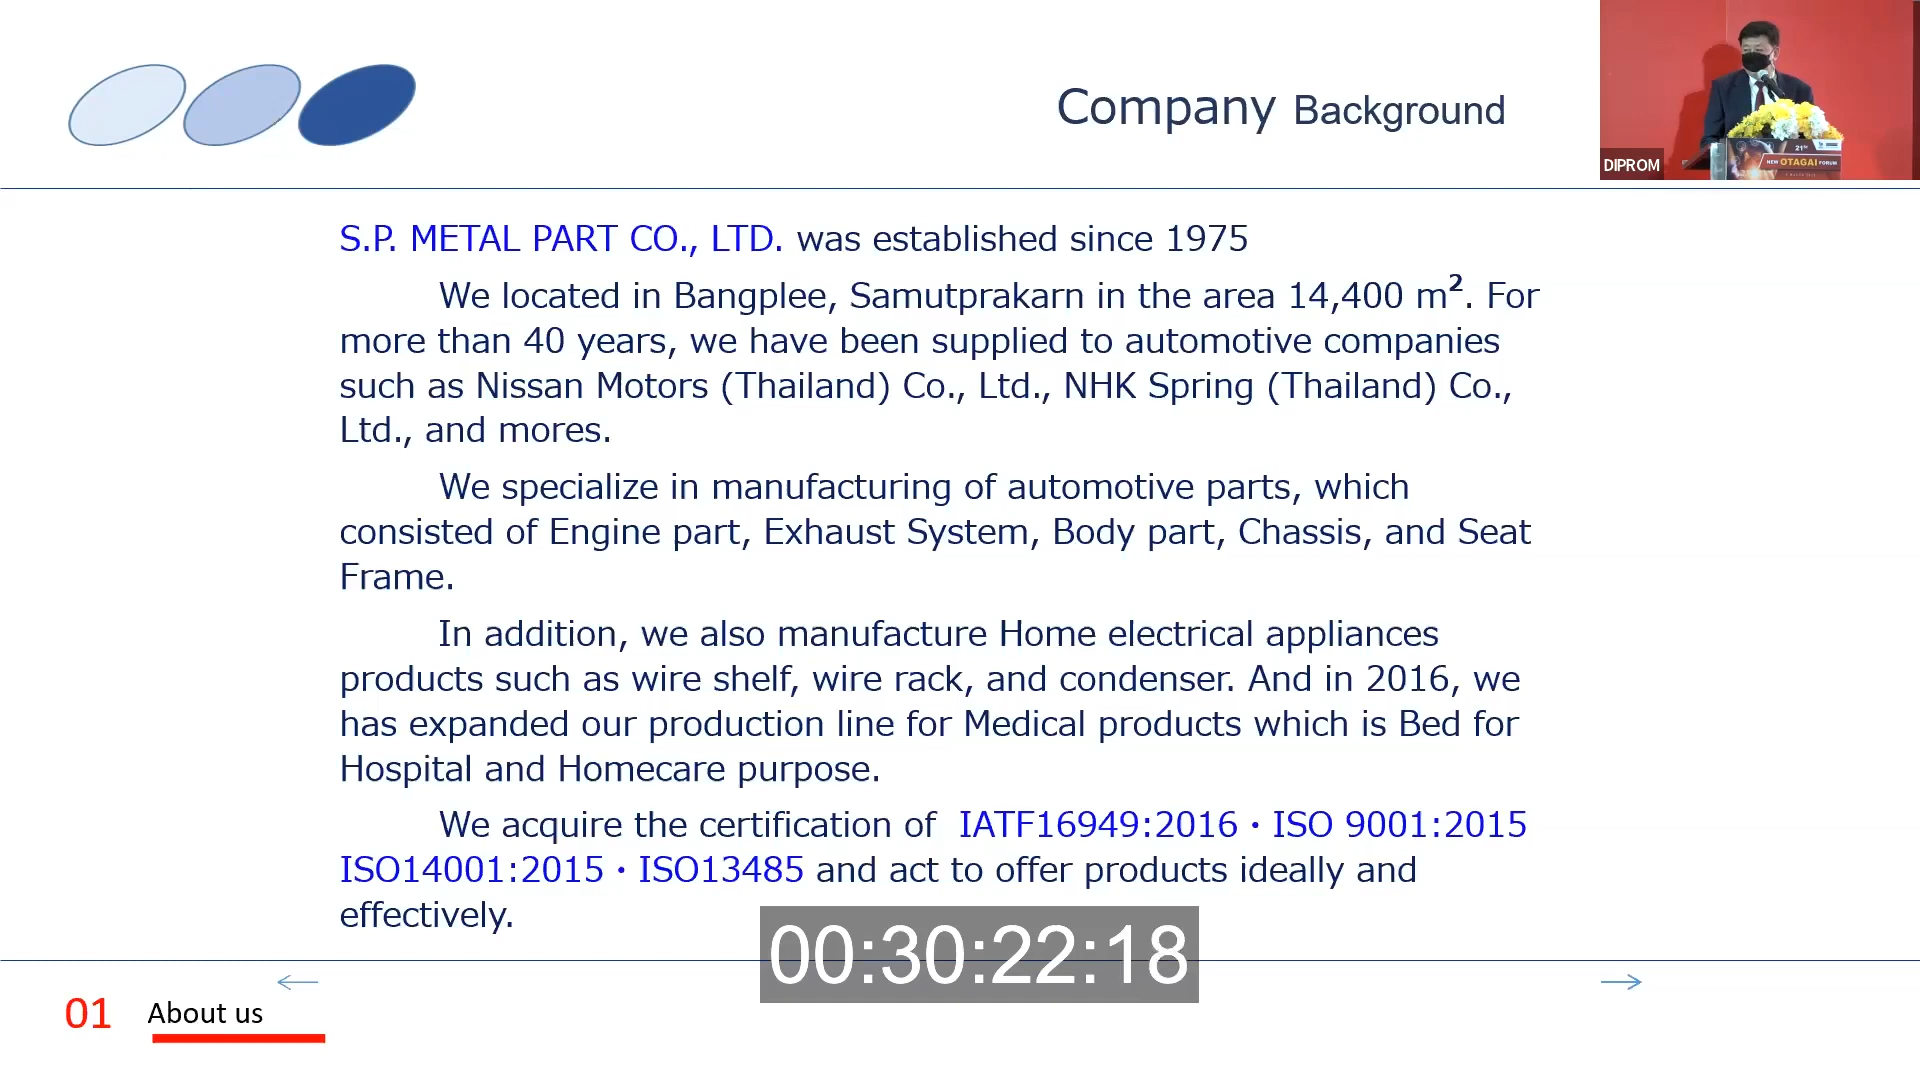 Company Background
DIPROM
21st
NEW OTAGAI FORUM
S.P. METAL PART CO., LTD. was established since 1975
We located in Bangplee, Samutprakarn in the area 14,400 m². For
more than 40 years, we have been supplied to automotive companies
such as Nissan Motors (Thailand) Co., Ltd., NHK Spring (Thailand) Co.,
Ltd., and mores.
We specialize in manufacturing of automotive parts, which
consisted of Engine part, Exhaust System, Body part, Chassis, and Seat
Frame.
In addition, we also manufacture Home electrical appliances
products such as wire shelf, wire rack, and condenser. And in 2016, we
has expanded our production line for Medical products which is Bed for
Hospital and Homecare purpose.
We acquire the certification of IATF16949:2016・ISO 9001:2015
ISO14001:2015・ISO13485 and act to offer products ideally and
effectively.
00:30:22:18
01 About us